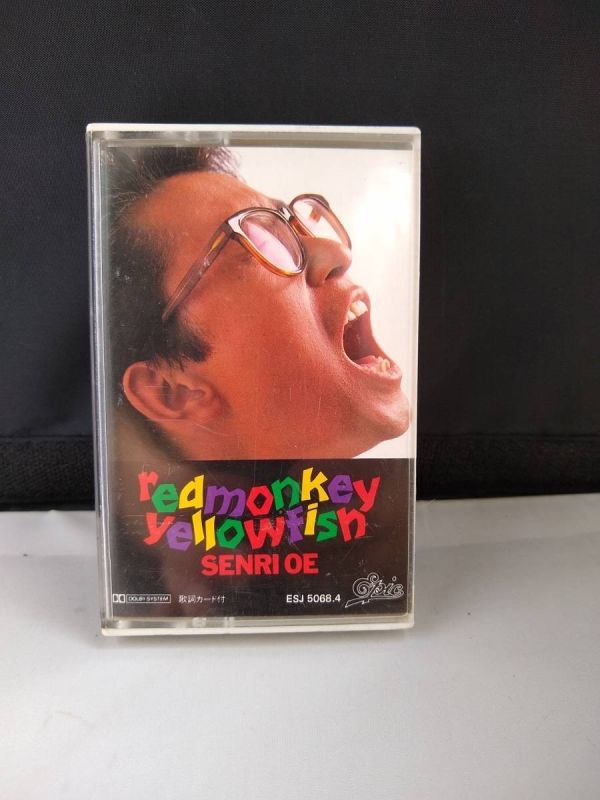 redmonkey
yellowfish
SENRI OE
DOLBY SYSTEM 歌詞カード付 ESJ 5068.4 Epic